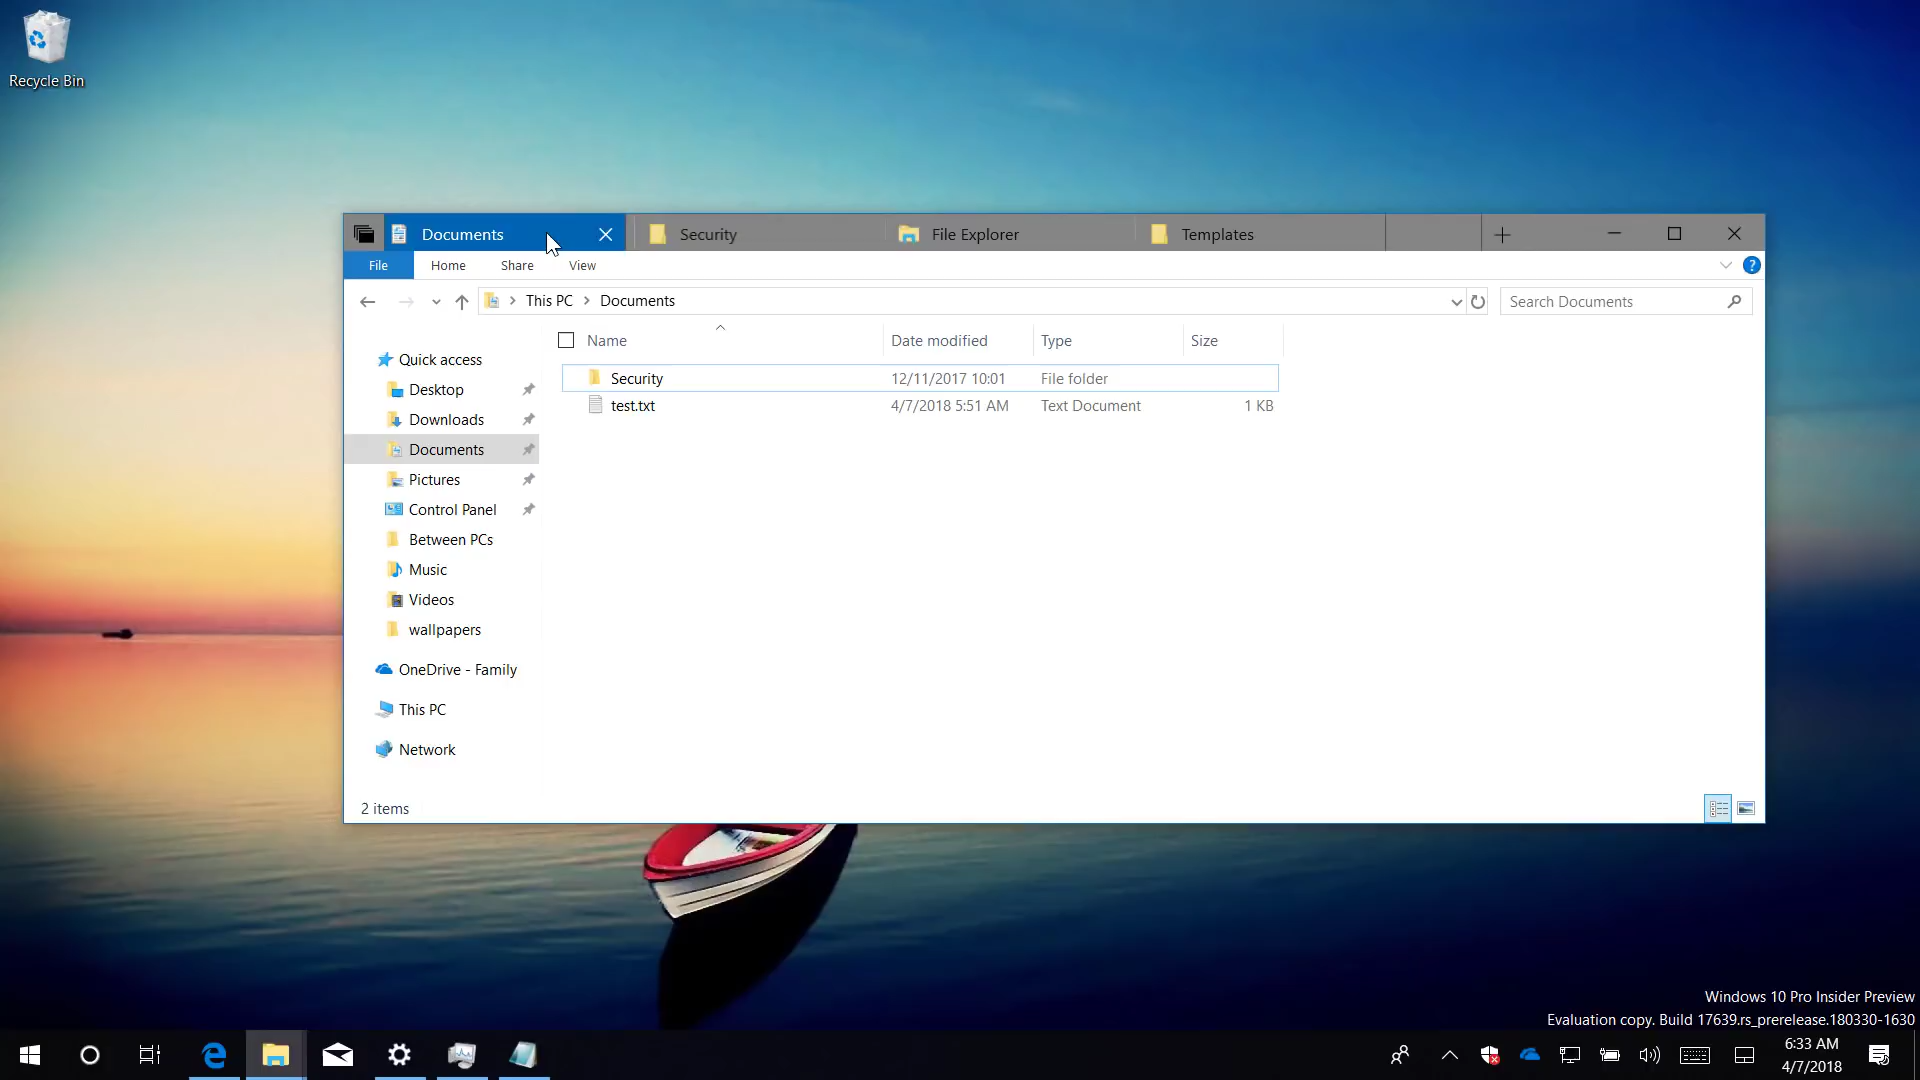 Recycle Bin
Documents
Security
File Explorer
Templates
File
Home
Share
View
This PC
Documents
Search Documents
Name
Date modified
Type
Size
Quick access
Desktop
Downloads
Documents
Pictures
Control Panel
Between PCs
Music
Videos
wallpapers
OneDrive - Family
This PC
Network
Security 12/11/2017 10:01 File folder
test.txt 4/7/2018 5:51 AM Text Document 1 KB
2 items
Windows 10 Pro Insider Preview
Evaluation copy. Build 17639.rs_prerelease.180330-1630
6:33 AM
4/7/2018